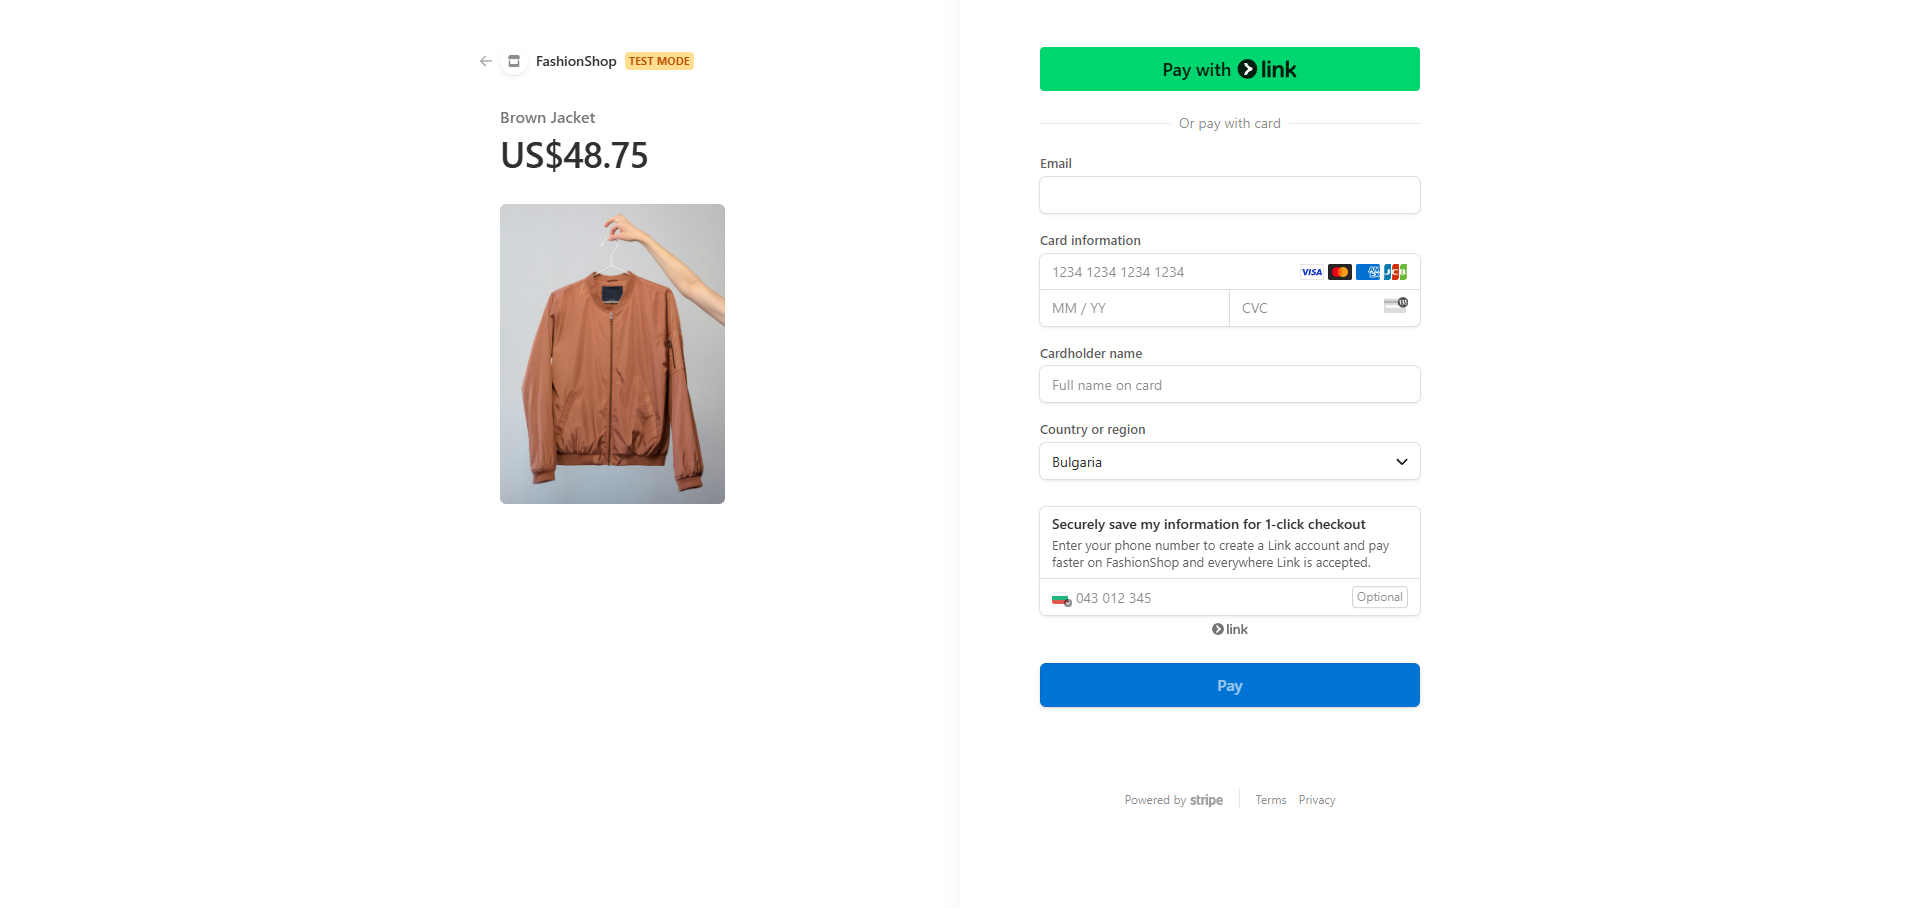 FashionShop TEST MODE
Brown Jacket
US$48.75
Pay with link
Or pay with card
Email
Card information
1234 1234 1234 1234 VISA JCB
MM / YY CVC 135
Cardholder name
Full name on card
Country or region
Bulgaria
Securely save my information for 1-click checkout
Enter your phone number to create a Link account and pay
faster on FashionShop and everywhere Link is accepted.
043 012 345 Optional
link
Pay
Powered by stripe Terms Privacy